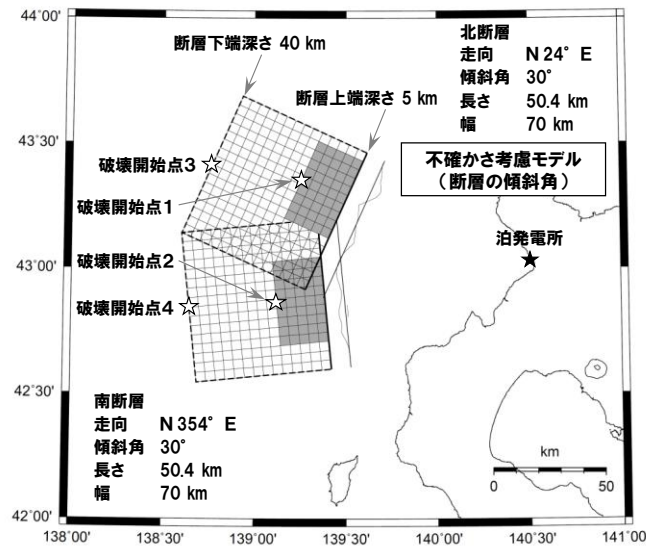 44°00'
断層下端深さ 40 km
北断層
走向 N 24° E
傾斜角 30°
長さ 50.4 km
幅 70 km
断層上端深さ 5 km
43°30'
破壊開始点3
不確かさ考慮モデル
(断層の傾斜角)
破壊開始点1
泊発電所
43°00'
破壊開始点2
破壊開始点4
42°30'
南断層
走向 N 354° E
傾斜角 30°
長さ 50.4 km
幅 70 km
km
0 50
42°00'
138°00' 138°30' 139°00' 139°30' 140°00' 140°30' 141°00'